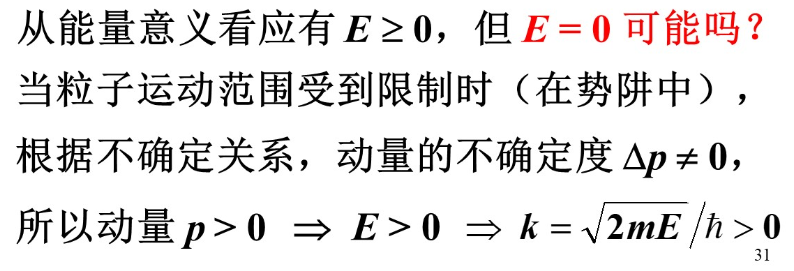 从能量意义看应有 E ≥ 0，但 E = 0 可能吗？
当粒子运动范围受到限制时（在势阱中），
根据不确定关系，动量的不确定度 Δp ≠ 0，
所以动量 p > 0 ⇒ E > 0 ⇒ k = √2mE/ħ > 0
31